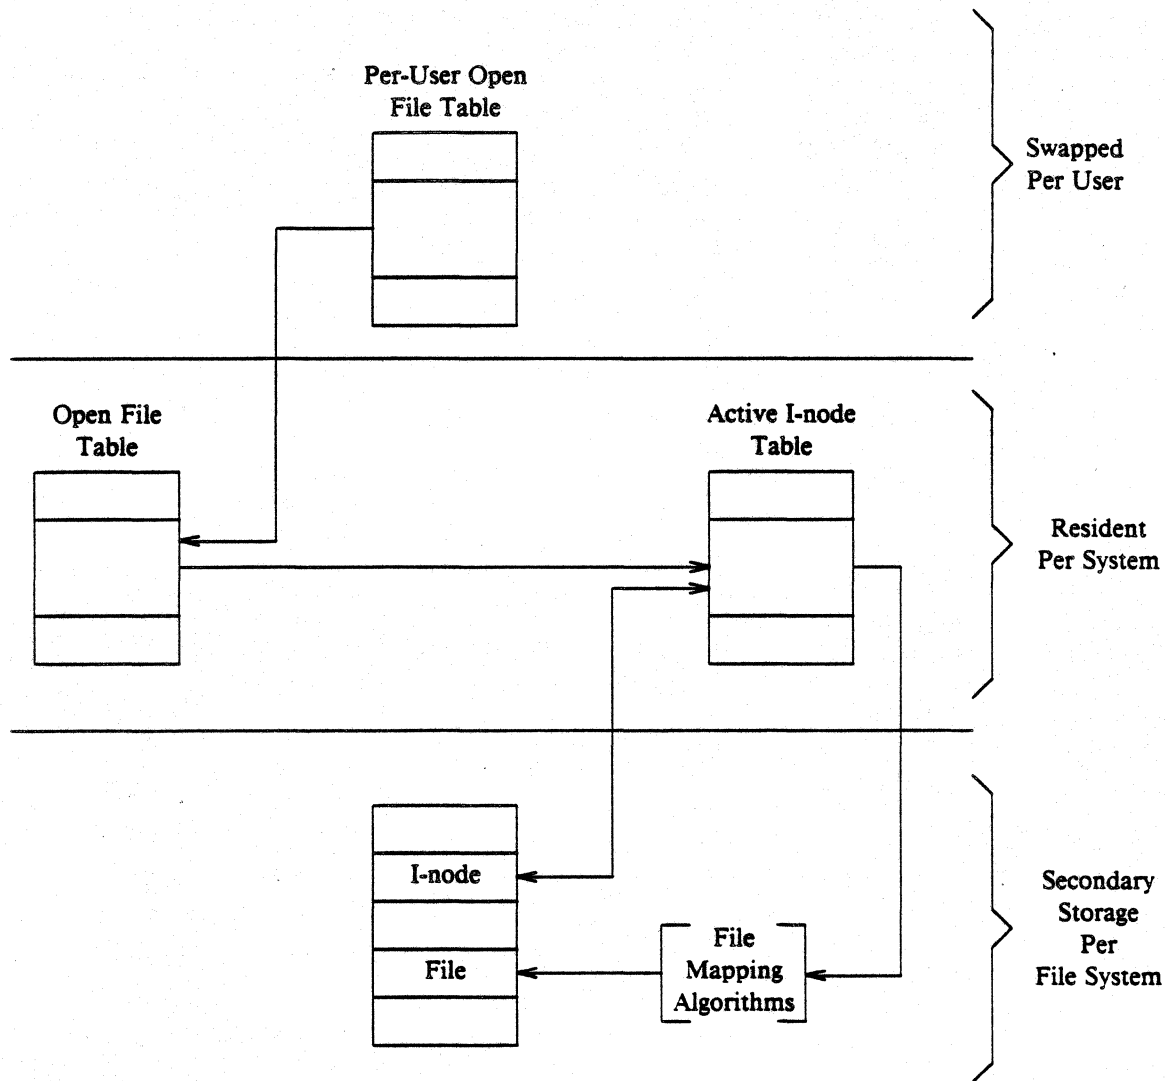 Per-User Open
File Table
Swapped
Per User
Open File
Table
Active I-node
Table
Resident
Per System
I-node
File
File
Mapping
Algorithms
Secondary
Storage
Per
File System